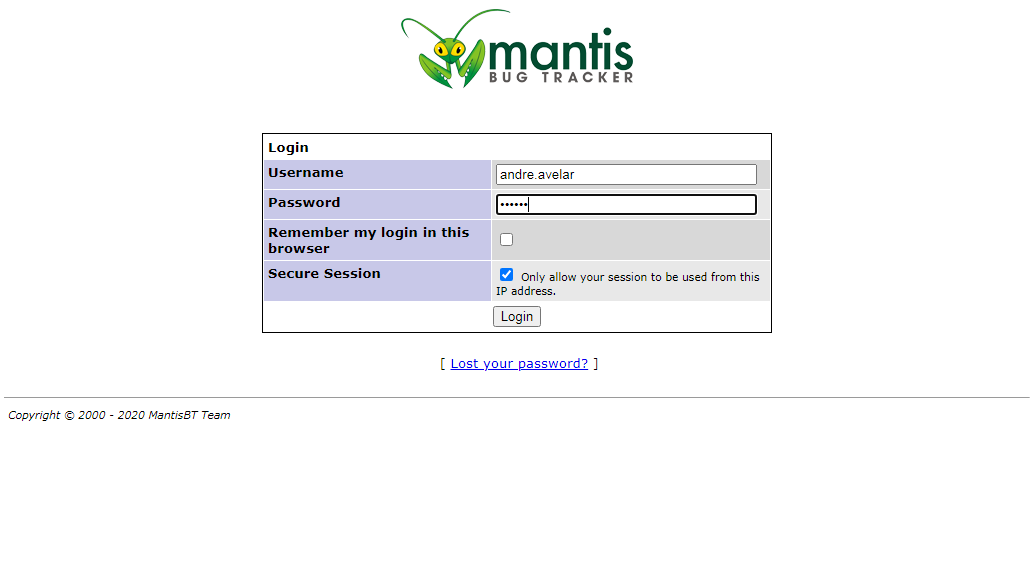 mantis
BUG TRACKER
Login
Username
andre.avelar
Password
••••••
Remember my login in this
browser
Secure Session
Only allow your session to be used from this
IP address.
Login
[ Lost your password? ]
Copyright © 2000 - 2020 MantisBT Team